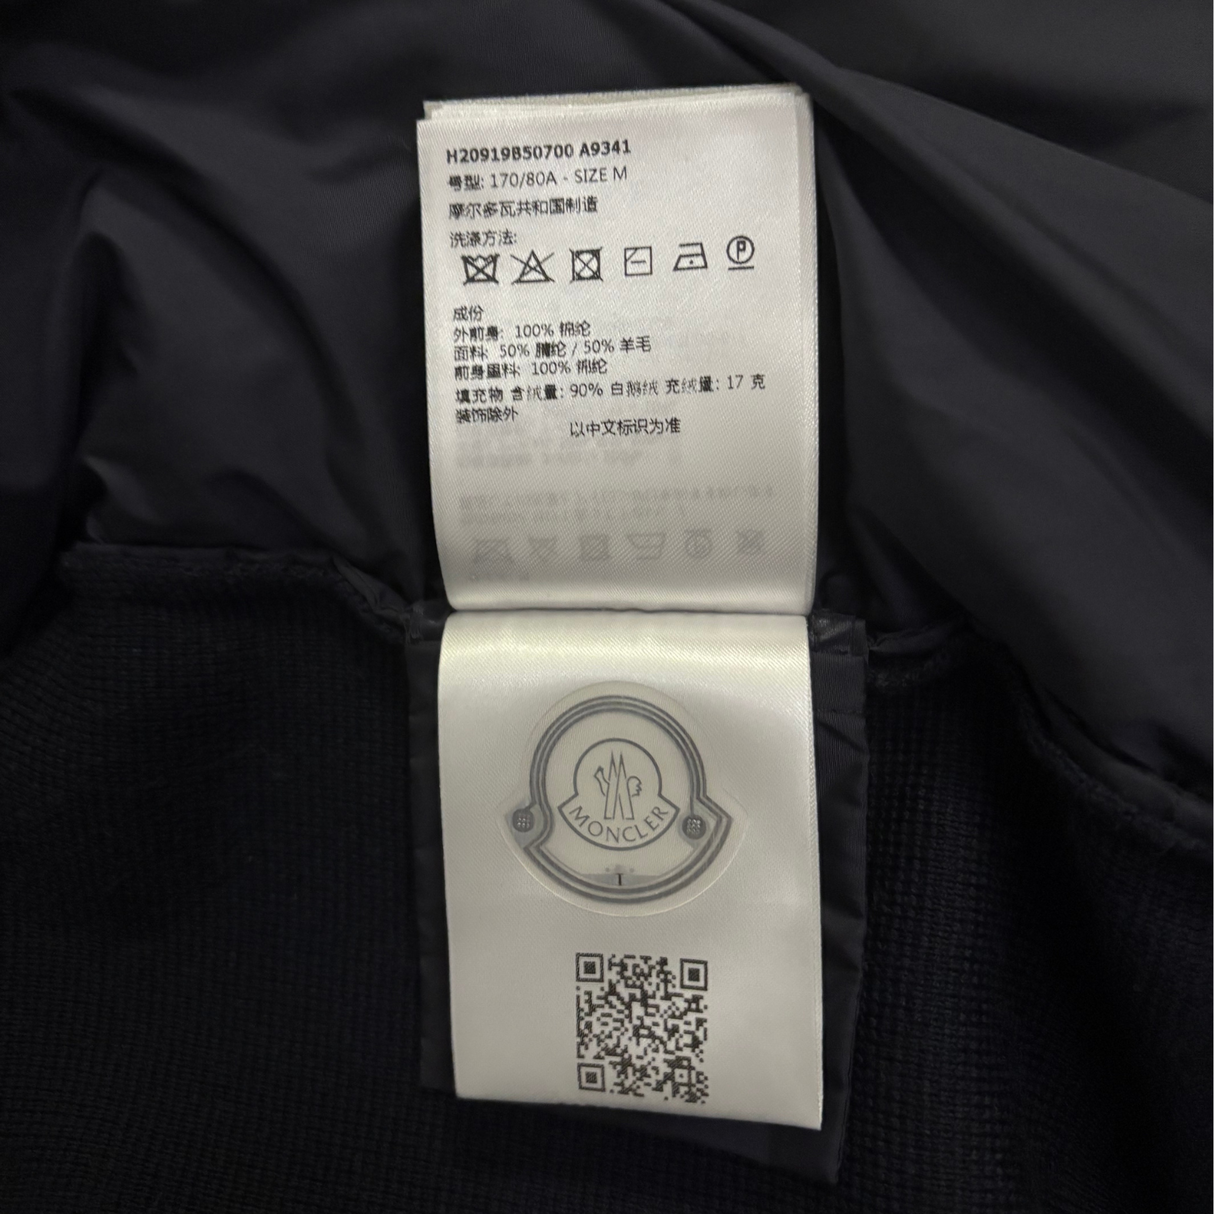 H20919B50700 A9341
号型: 170/80A - SIZE M
摩尔多瓦共和国制造
洗涤方法:
P
成份
外前身: 100% 棉纶
面料: 50% 腈纶 / 50% 羊毛
前身里料: 100% 棉纶
填充物 含绒量: 90% 白鹅绒 充绒量: 17 克
装饰除外
以中文标识为准
MONCLER
1